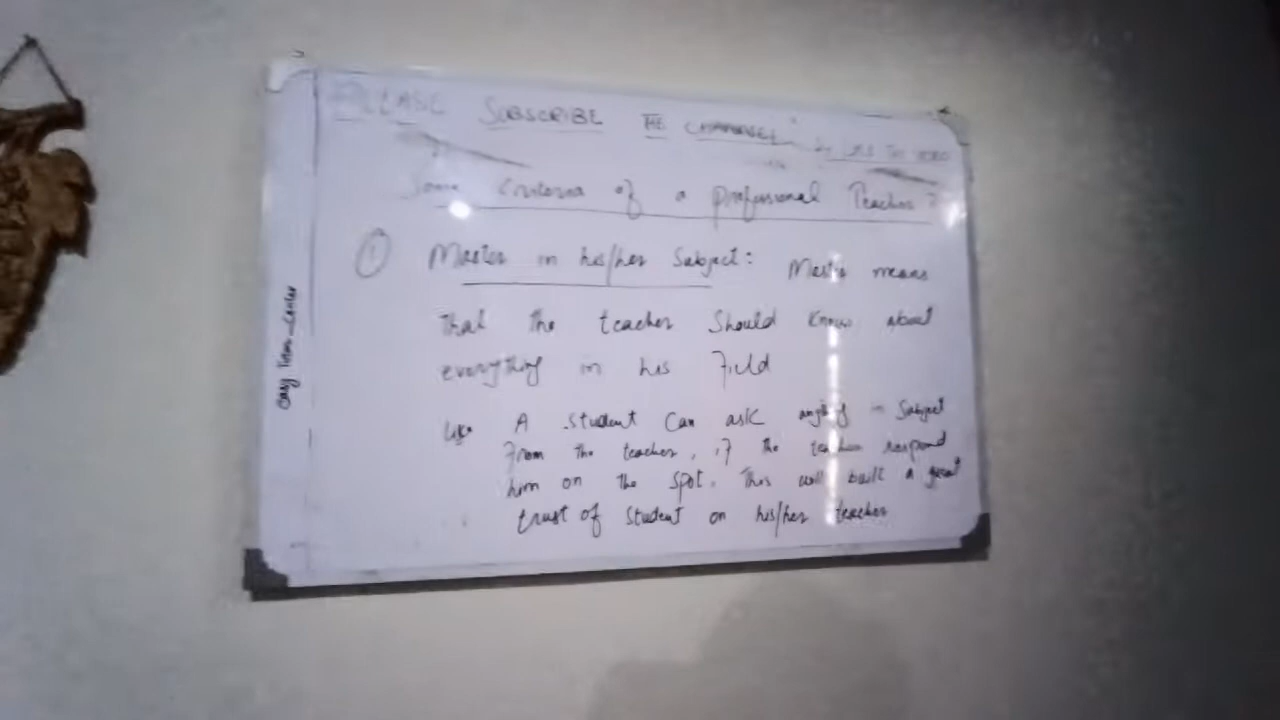 PLEASE SUBSCRIBE THE CHANNEL
Some Criteria of a professional Teacher?
① Master in his/her Subject: Master means
That the teacher should know about
everything in his Field
Like A student can ask in Subject
From the teacher, if the teacher respond
him on the spot. This will built a great
trust of student on his/her teacher